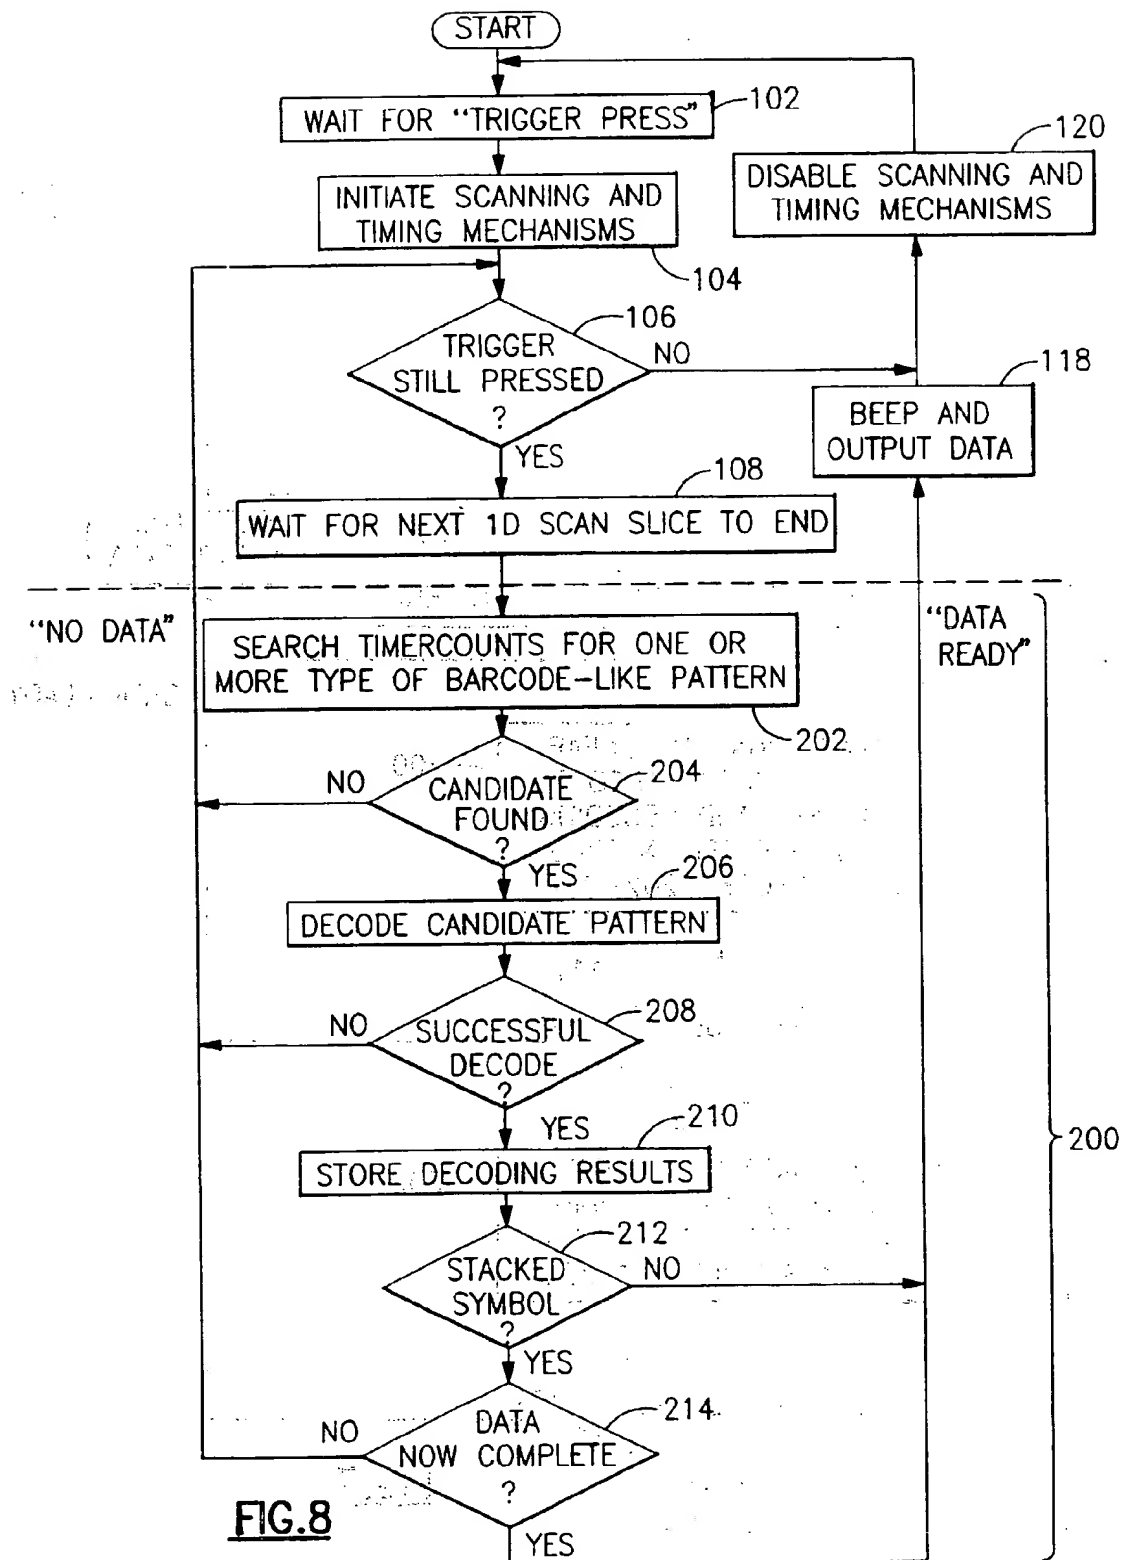 START
WAIT FOR "TRIGGER PRESS"
102
INITIATE SCANNING AND
TIMING MECHANISMS
104
DISABLE SCANNING AND
TIMING MECHANISMS
120
TRIGGER
STILL PRESSED
?
106
NO
YES
BEEP AND
OUTPUT DATA
118
WAIT FOR NEXT 1D SCAN SLICE TO END
108
"NO DATA"
"DATA
READY"
SEARCH TIMERCOUNTS FOR ONE OR
MORE TYPE OF BARCODE-LIKE PATTERN
202
CANDIDATE
FOUND
?
204
NO
YES
DECODE CANDIDATE PATTERN
206
SUCCESSFUL
DECODE
?
208
NO
YES
STORE DECODING RESULTS
210
200
STACKED
SYMBOL
?
212
NO
YES
DATA
NOW COMPLETE
?
214
NO
YES
FIG.8